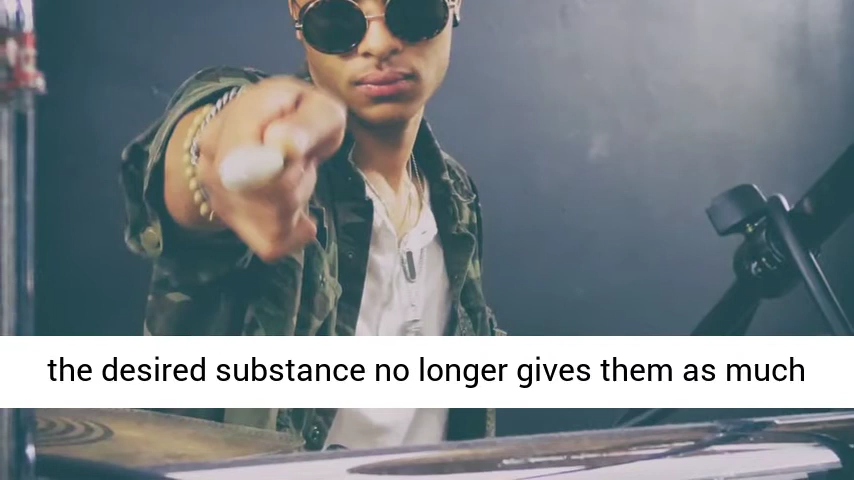 the desired substance no longer gives them as much